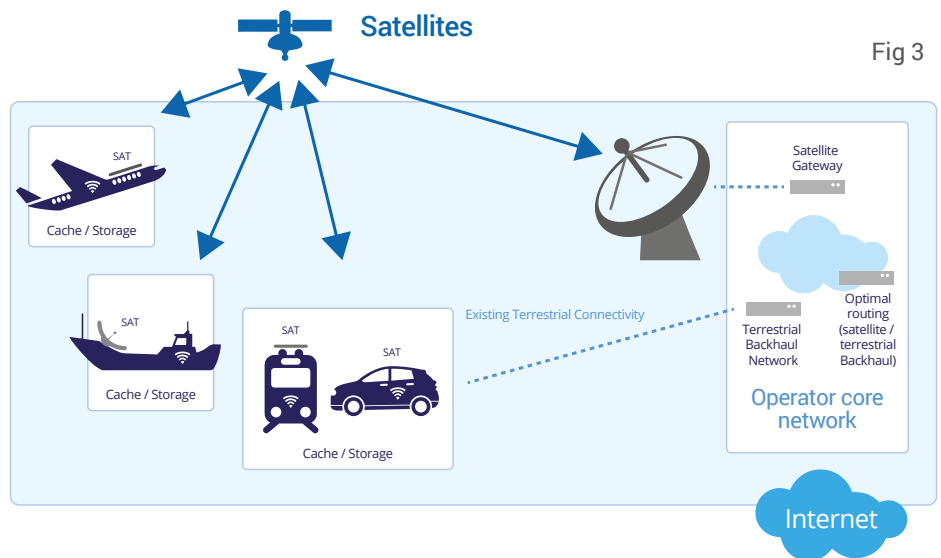 Satellites
Fig 3
SAT
Cache / Storage
SAT
Cache / Storage
SAT
SAT
Cache / Storage
Existing Terrestrial Connectivity
Satellite
Gateway
Terrestrial
Backhaul
Network
Optimal
routing
(satellite /
terrestrial
Backhaul)
Operator core
network
Internet